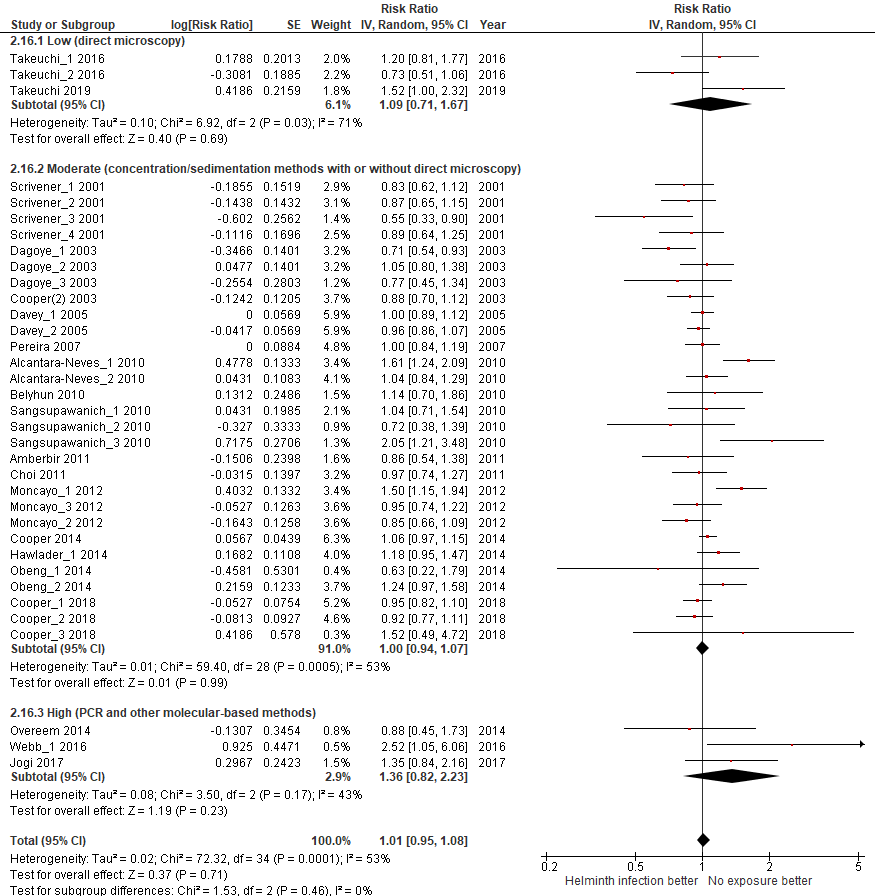 Risk Ratio Risk Ratio
Study or Subgroup log[Risk Ratio] SE Weight IV, Random, 95% CI Year IV, Random, 95% CI
2.16.1 Low (direct microscopy)
Takeuchi_1 2016 0.1788 0.2013 2.0% 1.20 [0.81, 1.77] 2016
Takeuchi_2 2016 -0.3081 0.1885 2.2% 0.73 [0.51, 1.06] 2016
Takeuchi 2019 0.4186 0.2159 1.8% 1.52 [1.00, 2.32] 2019
Subtotal (95% CI) 6.1% 1.09 [0.71, 1.67]
Heterogeneity: Tau² = 0.10; Chi² = 6.92, df = 2 (P = 0.03); I² = 71%
Test for overall effect: Z = 0.40 (P = 0.69)
2.16.2 Moderate (concentration/sedimentation methods with or without direct microscopy)
Scrivener_1 2001 -0.1855 0.1519 2.9% 0.83 [0.62, 1.12] 2001
Scrivener_2 2001 -0.1438 0.1432 3.1% 0.87 [0.65, 1.15] 2001
Scrivener_3 2001 -0.602 0.2562 1.4% 0.55 [0.33, 0.90] 2001
Scrivener_4 2001 -0.1116 0.1696 2.5% 0.89 [0.64, 1.25] 2001
Dagoye_1 2003 -0.3466 0.1401 3.2% 0.71 [0.54, 0.93] 2003
Dagoye_2 2003 0.0477 0.1401 3.2% 1.05 [0.80, 1.38] 2003
Dagoye_3 2003 -0.2554 0.2803 1.2% 0.77 [0.45, 1.34] 2003
Cooper(2) 2003 -0.1242 0.1205 3.7% 0.88 [0.70, 1.12] 2003
Davey_1 2005 0 0.0569 5.9% 1.00 [0.89, 1.12] 2005
Davey_2 2005 -0.0417 0.0569 5.9% 0.96 [0.86, 1.07] 2005
Pereira 2007 0 0.0884 4.8% 1.00 [0.84, 1.19] 2007
Alcantara-Neves_1 2010 0.4778 0.1333 3.4% 1.61 [1.24, 2.09] 2010
Alcantara-Neves_2 2010 0.0431 0.1083 4.1% 1.04 [0.84, 1.29] 2010
Belyhun 2010 0.1312 0.2486 1.5% 1.14 [0.70, 1.86] 2010
Sangsupawanich_1 2010 0.0431 0.1985 2.1% 1.04 [0.71, 1.54] 2010
Sangsupawanich_2 2010 -0.327 0.3333 0.9% 0.72 [0.38, 1.39] 2010
Sangsupawanich_3 2010 0.7175 0.2706 1.3% 2.05 [1.21, 3.48] 2010
Amberbir 2011 -0.1506 0.2398 1.6% 0.86 [0.54, 1.38] 2011
Choi 2011 -0.0315 0.1397 3.2% 0.97 [0.74, 1.27] 2011
Moncayo_1 2012 0.4032 0.1332 3.4% 1.50 [1.15, 1.94] 2012
Moncayo_3 2012 -0.0527 0.1263 3.6% 0.95 [0.74, 1.22] 2012
Moncayo_2 2012 -0.1643 0.1258 3.6% 0.85 [0.66, 1.09] 2012
Cooper 2014 0.0567 0.0439 6.3% 1.06 [0.97, 1.15] 2014
Hawlader_1 2014 0.1682 0.1108 4.0% 1.18 [0.95, 1.47] 2014
Obeng_1 2014 -0.4581 0.5301 0.4% 0.63 [0.22, 1.79] 2014
Obeng_2 2014 0.2159 0.1233 3.7% 1.24 [0.97, 1.58] 2014
Cooper_1 2018 -0.0527 0.0754 5.2% 0.95 [0.82, 1.10] 2018
Cooper_2 2018 -0.0813 0.0927 4.6% 0.92 [0.77, 1.11] 2018
Cooper_3 2018 0.4186 0.578 0.3% 1.52 [0.49, 4.72] 2018
Subtotal (95% CI) 91.0% 1.00 [0.94, 1.07]
Heterogeneity: Tau² = 0.01; Chi² = 59.40, df = 28 (P = 0.0005); I² = 53%
Test for overall effect: Z = 0.01 (P = 0.99)
2.16.3 High (PCR and other molecular-based methods)
Overeem 2014 -0.1307 0.3454 0.8% 0.88 [0.45, 1.73] 2014
Webb_1 2016 0.925 0.4471 0.5% 2.52 [1.05, 6.06] 2016
Jogi 2017 0.2967 0.2423 1.5% 1.35 [0.84, 2.16] 2017
Subtotal (95% CI) 2.9% 1.36 [0.82, 2.23]
Heterogeneity: Tau² = 0.08; Chi² = 3.50, df = 2 (P = 0.17); I² = 43%
Test for overall effect: Z = 1.19 (P = 0.23)
Total (95% CI) 100.0% 1.01 [0.95, 1.08]
Heterogeneity: Tau² = 0.02; Chi² = 72.32, df = 34 (P = 0.0001); I² = 53%
Test for overall effect: Z = 0.37 (P = 0.71)
Test for subgroup differences: Chi² = 1.53, df = 2 (P = 0.46), I² = 0%
0.2 0.5 1 2 5
Helminth infection better No exposure better